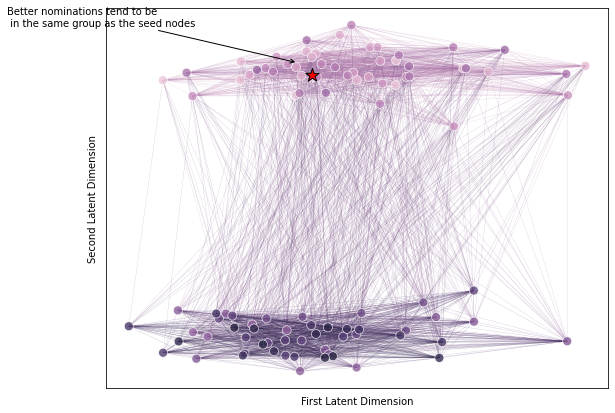 Better nominations tend to be
in the same group as the seed nodes
Second Latent Dimension
First Latent Dimension